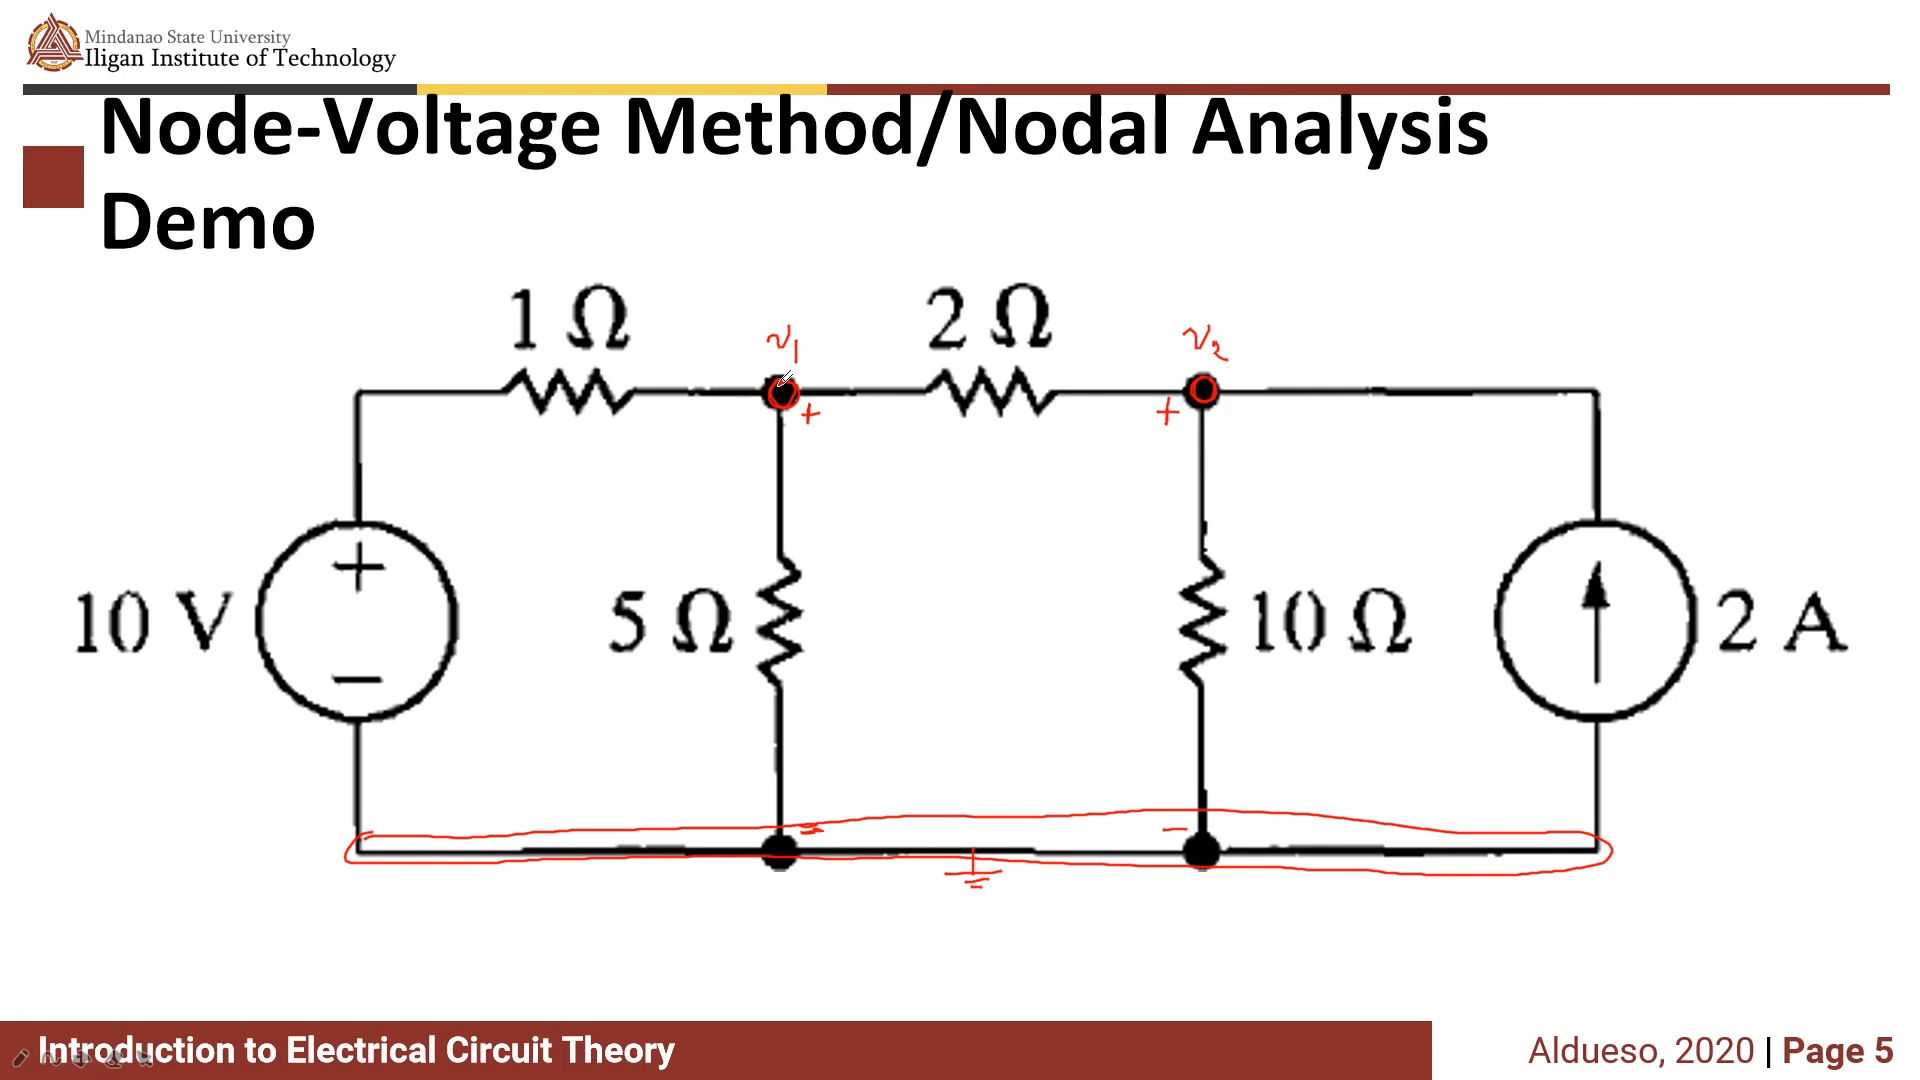 Mindanao State University
Iligan Institute of Technology
Node-Voltage Method/Nodal Analysis
Demo
1 Ω
2 Ω
v1
v2
+
+
+
10 V
5 Ω
10 Ω
2 A
−
=
−
Introduction to Electrical Circuit Theory
Aldueso, 2020 | Page 5